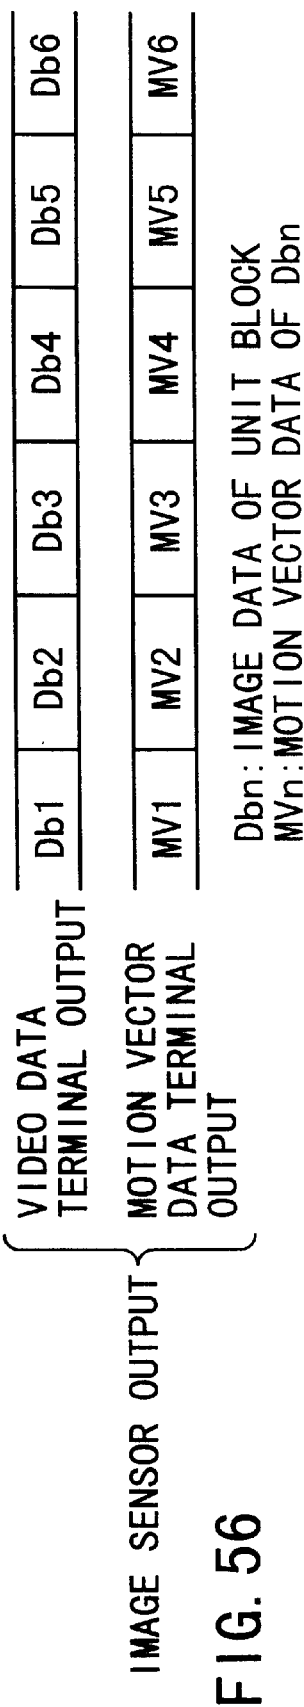 FIG. 56
IMAGE SENSOR OUTPUT
VIDEO DATA
TERMINAL OUTPUT
Db1 Db2 Db3 Db4 Db5 Db6
MOTION VECTOR
DATA TERMINAL
OUTPUT
MV1 MV2 MV3 MV4 MV5 MV6
Dbn:IMAGE DATA OF UNIT BLOCK
MVn:MOTION VECTOR DATA OF Dbn